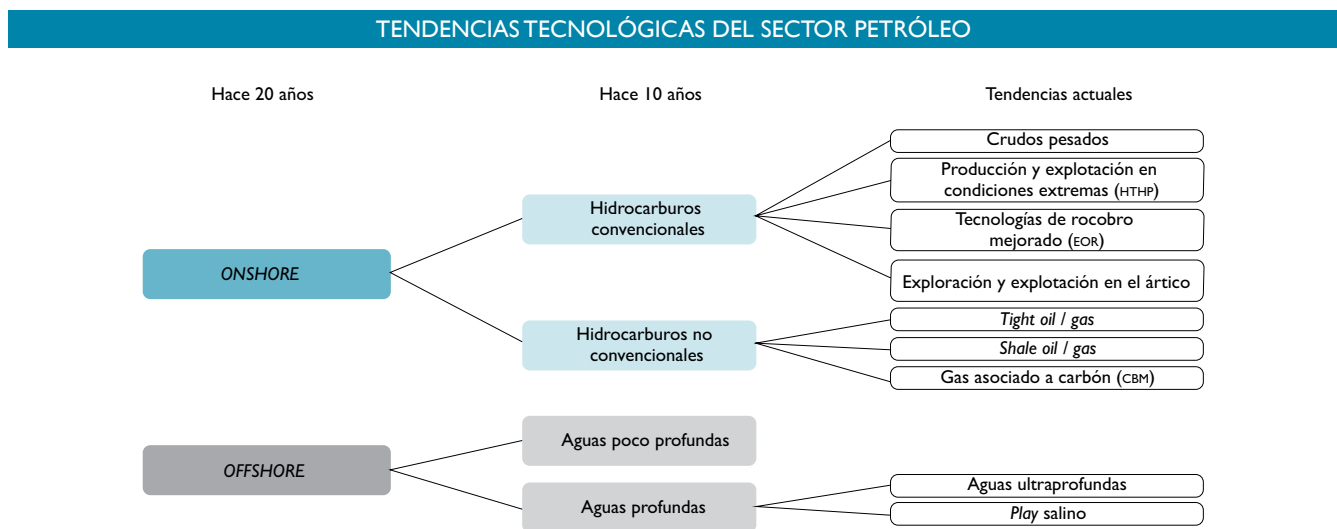 TENDENCIAS TECNOLÓGICAS DEL SECTOR PETRÓLEO
Hace 20 años
Hace 10 años
Tendencias actuales
ONSHORE
Hidrocarburos
convencionales
Crudos pesados
Producción y explotación en
condiciones extremas (HTHP)
Tecnologías de rocobro
mejorado (EOR)
Exploración y explotación en el ártico
Hidrocarburos no
convencionales
Tight oil / gas
Shale oil / gas
Gas asociado a carbón (CBM)
OFFSHORE
Aguas poco profundas
Aguas profundas
Aguas ultraprofundas
Play salino